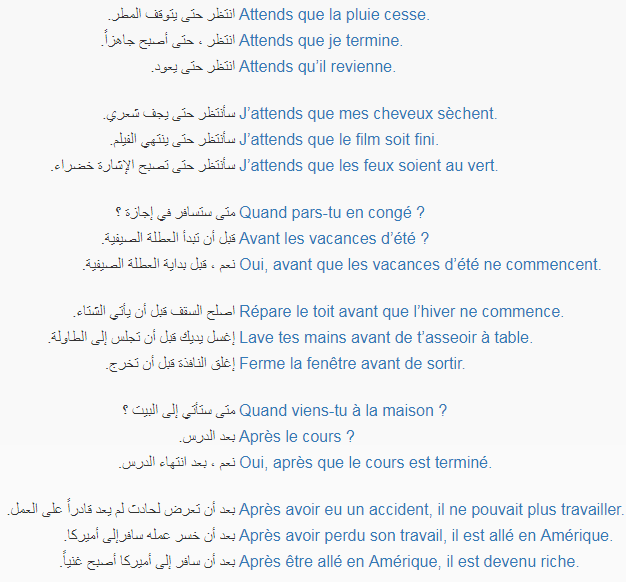 انتظر حتى يتوقف المطر. Attends que la pluie cesse.
انتظر ، حتى أصبح جاهزاً. Attends que je termine.
انتظر حتى يعود. Attends qu’il revienne.
سأنتظر حتى يجف شعري. J’attends que mes cheveux sèchent.
سأنتظر حتى ينتهي الفيلم. J’attends que le film soit fini.
سأنتظر حتى تصبح الإشارة خضراء. J’attends que les feux soient au vert.
متى ستسافر في إجازة ؟ Quand pars-tu en congé ?
قبل أن تبدأ العطلة الصيفية. Avant les vacances d’été ?
نعم ، قبل بداية العطلة الصيفية. Oui, avant que les vacances d’été ne commencent.
اصلح السقف قبل أن يأتي الشتاء. Répare le toit avant que l’hiver ne commence.
إغسل يديك قبل أن تجلس إلى الطاولة. Lave tes mains avant de t’asseoir à table.
إغلق النافذة قبل أن تخرج. Ferme la fenêtre avant de sortir.
متى ستأتي إلى البيت ؟ Quand viens-tu à la maison ?
بعد الدرس. Après le cours ?
نعم ، بعد انتهاء الدرس. Oui, après que le cours est terminé.
بعد أن تعرض لحادث لم يعد قادراً على العمل. Après avoir eu un accident, il ne pouvait plus travailler.
بعد أن خسر عمله سافرإلى أميركا. Après avoir perdu son travail, il est allé en Amérique.
بعد أن سافر إلى أميركا أصبح غنياً. Après être allé en Amérique, il est devenu riche.